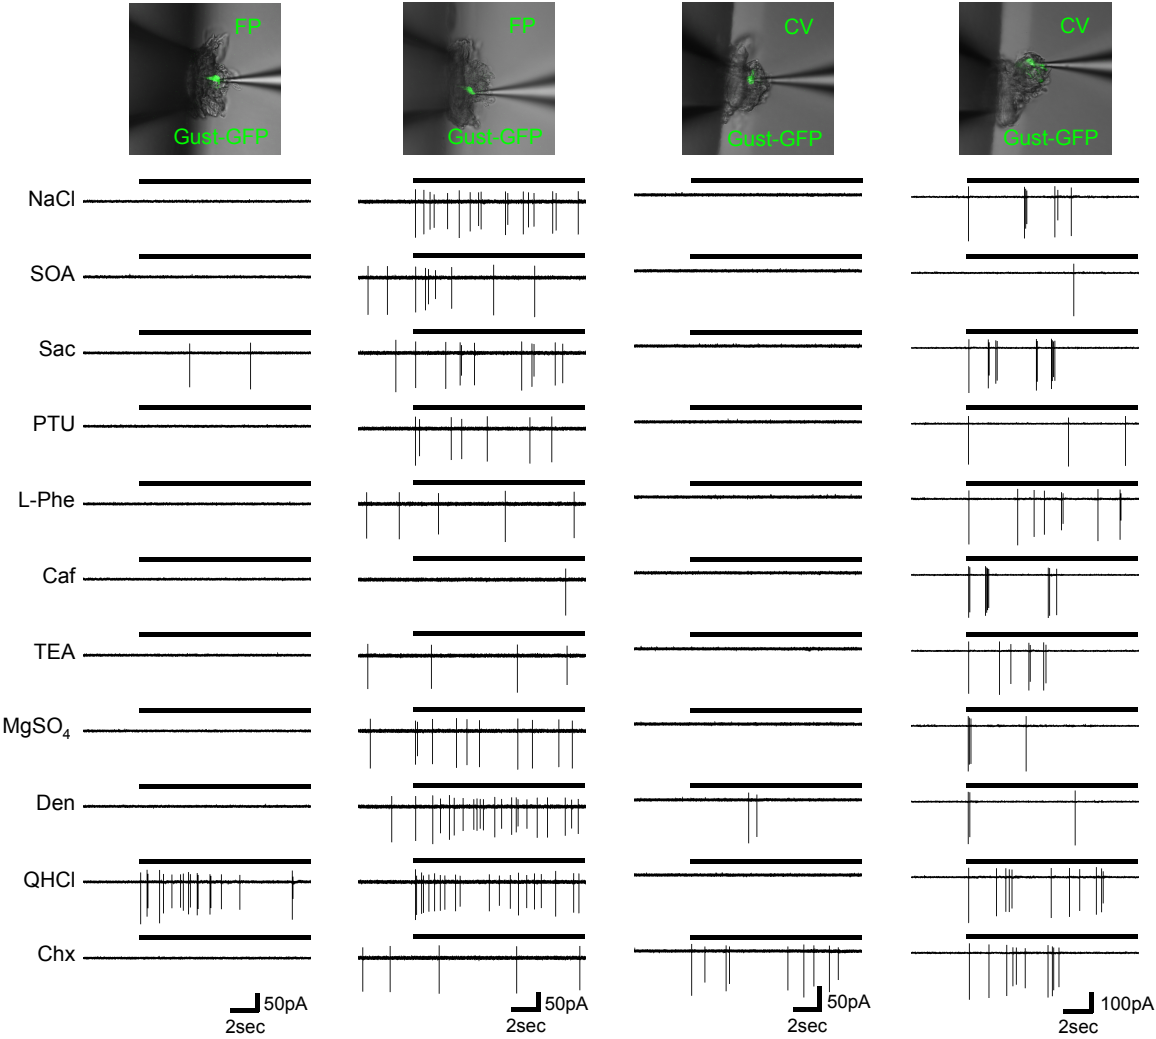 FP
FP
CV
CV
Gust-GFP
Gust-GFP
Gust-GFP
Gust-GFP
NaCl
SOA
Sac
PTU
L-Phe
Caf
TEA
MgSO₄
Den
QHCl
Chx
50pA
2sec
50pA
2sec
50pA
2sec
100pA
2sec